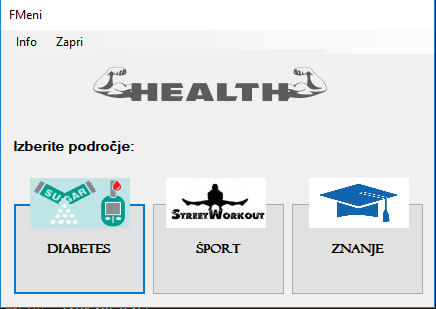 FMeni
Info Zapri
HEALTH
Izberite področje:
SUGAR
STREETWORKOUT
DIABETES ŠPORT ZNANJE